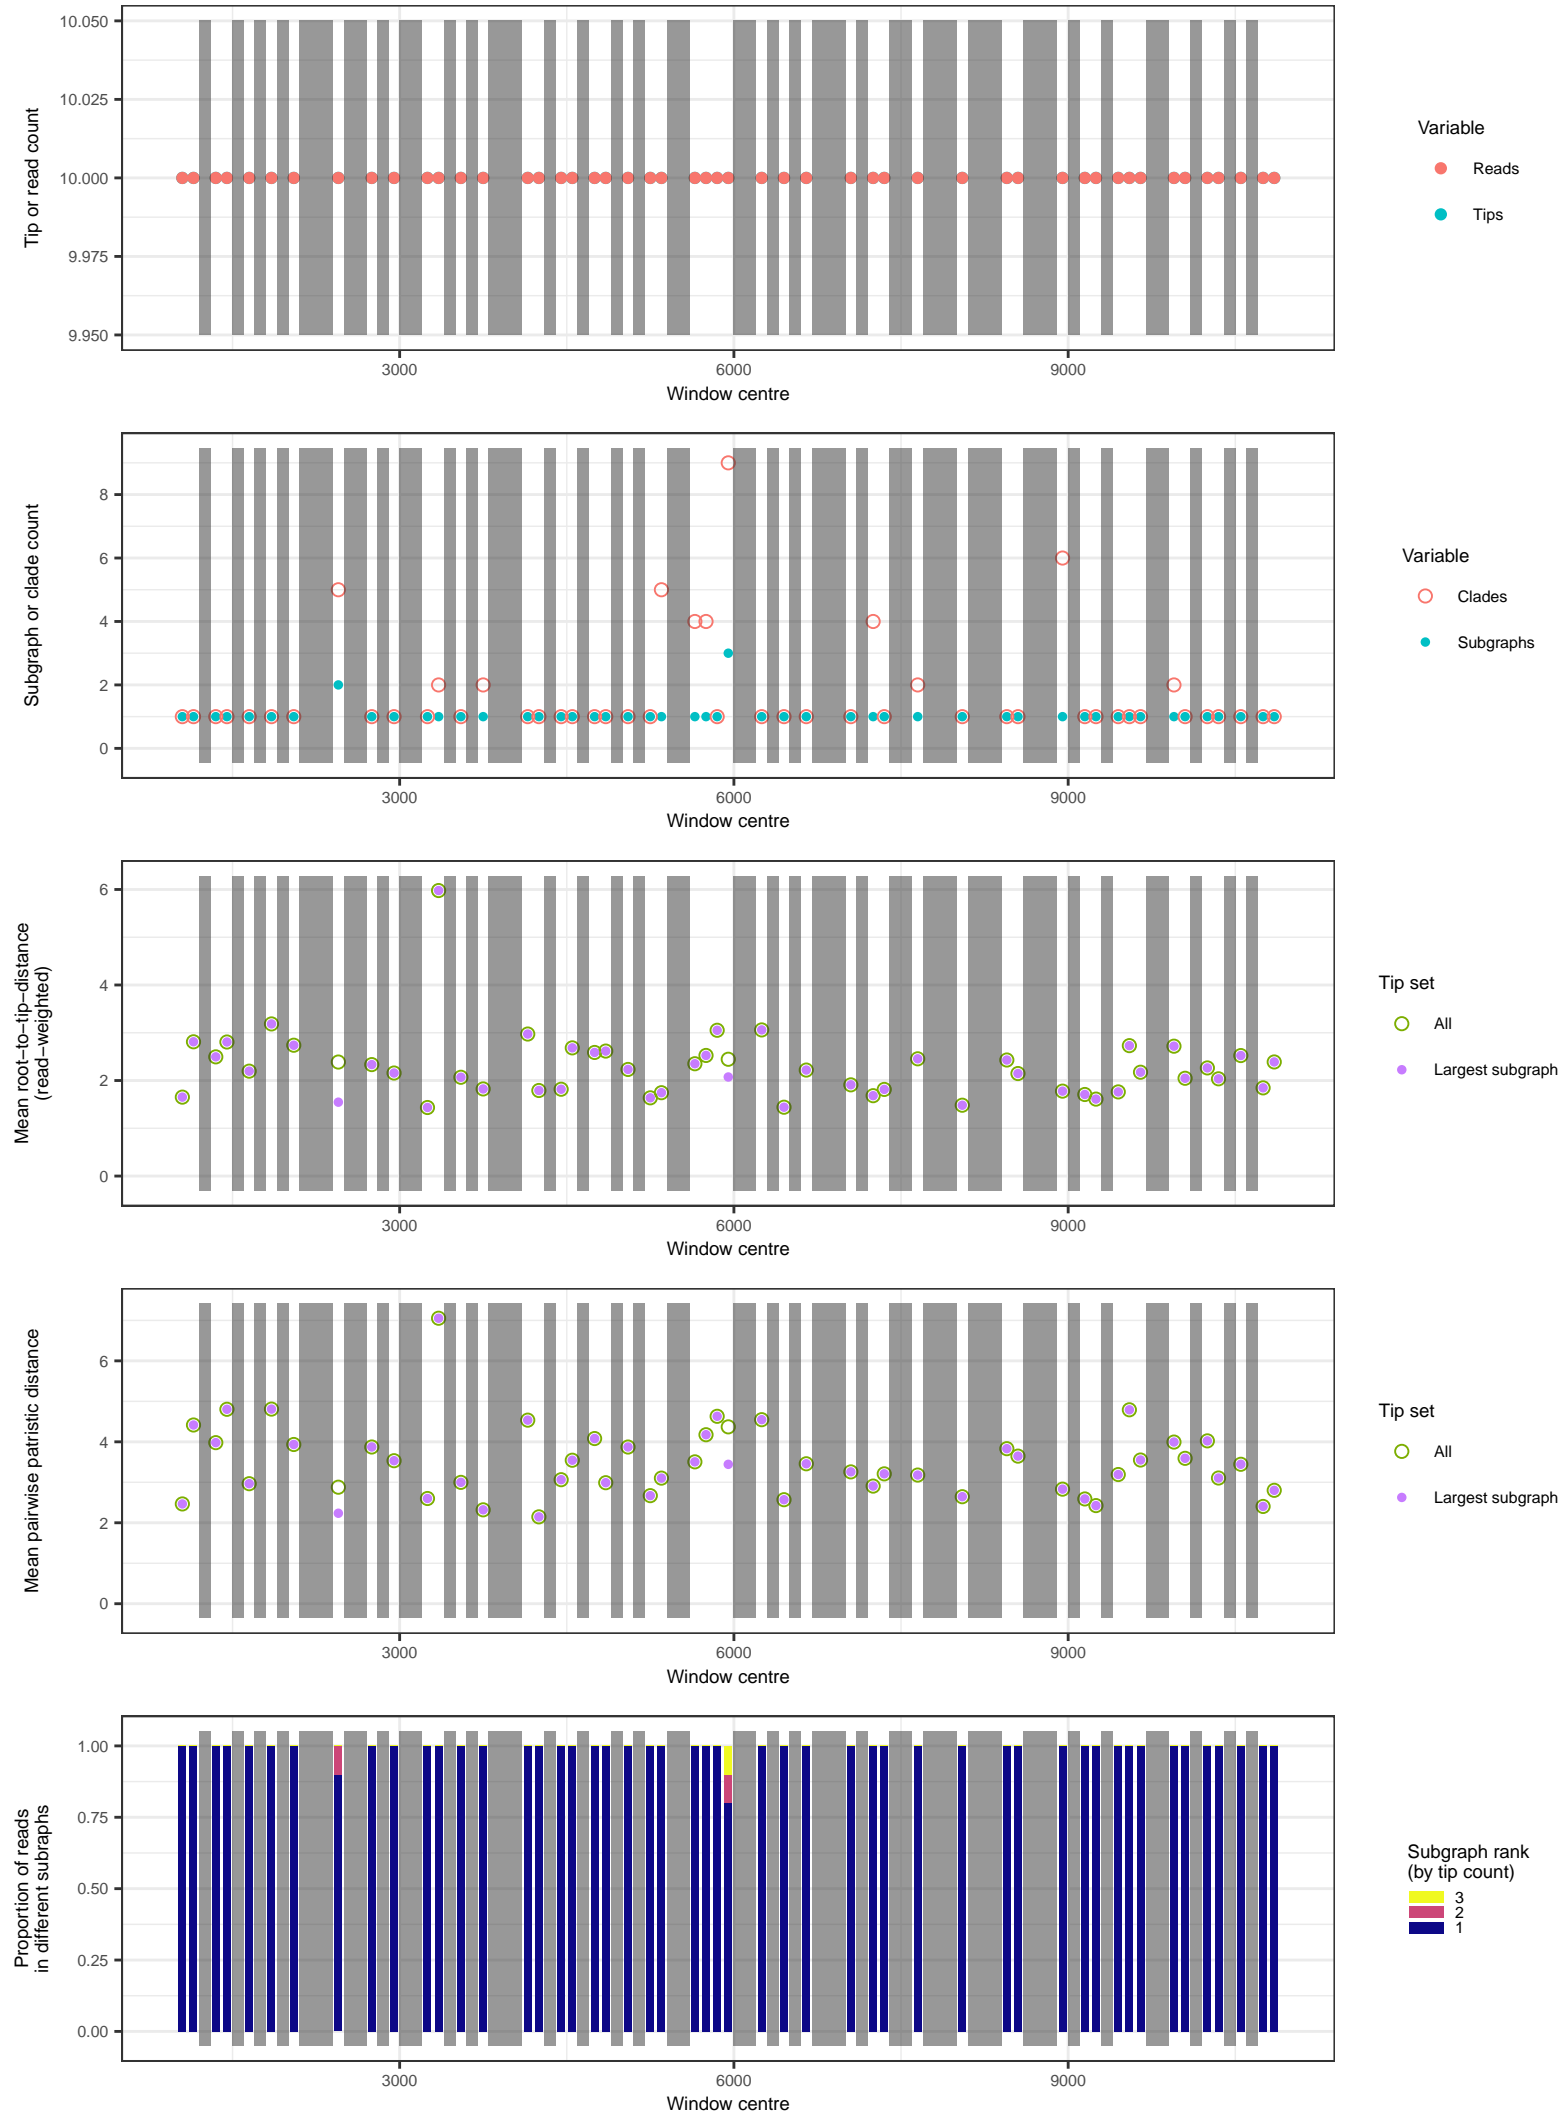 Tip or read count
10.050
10.025
10.000
9.975
9.950
3000
6000
9000
Window centre
Variable
Reads
Tips
Subgraph or clade count
8
6
4
2
0
3000
6000
9000
Window centre
Variable
Clades
Subgraphs
Mean root−to−tip−distance
(read−weighted)
6
4
2
0
3000
6000
9000
Window centre
Tip set
All
Largest subgraph
Mean pairwise patristic distance
6
4
2
0
3000
6000
9000
Window centre
Tip set
All
Largest subgraph
Proportion of reads
in different subraphs
1.00
0.75
0.50
0.25
0.00
3000
6000
9000
Window centre
Subgraph rank
(by tip count)
3
2
1